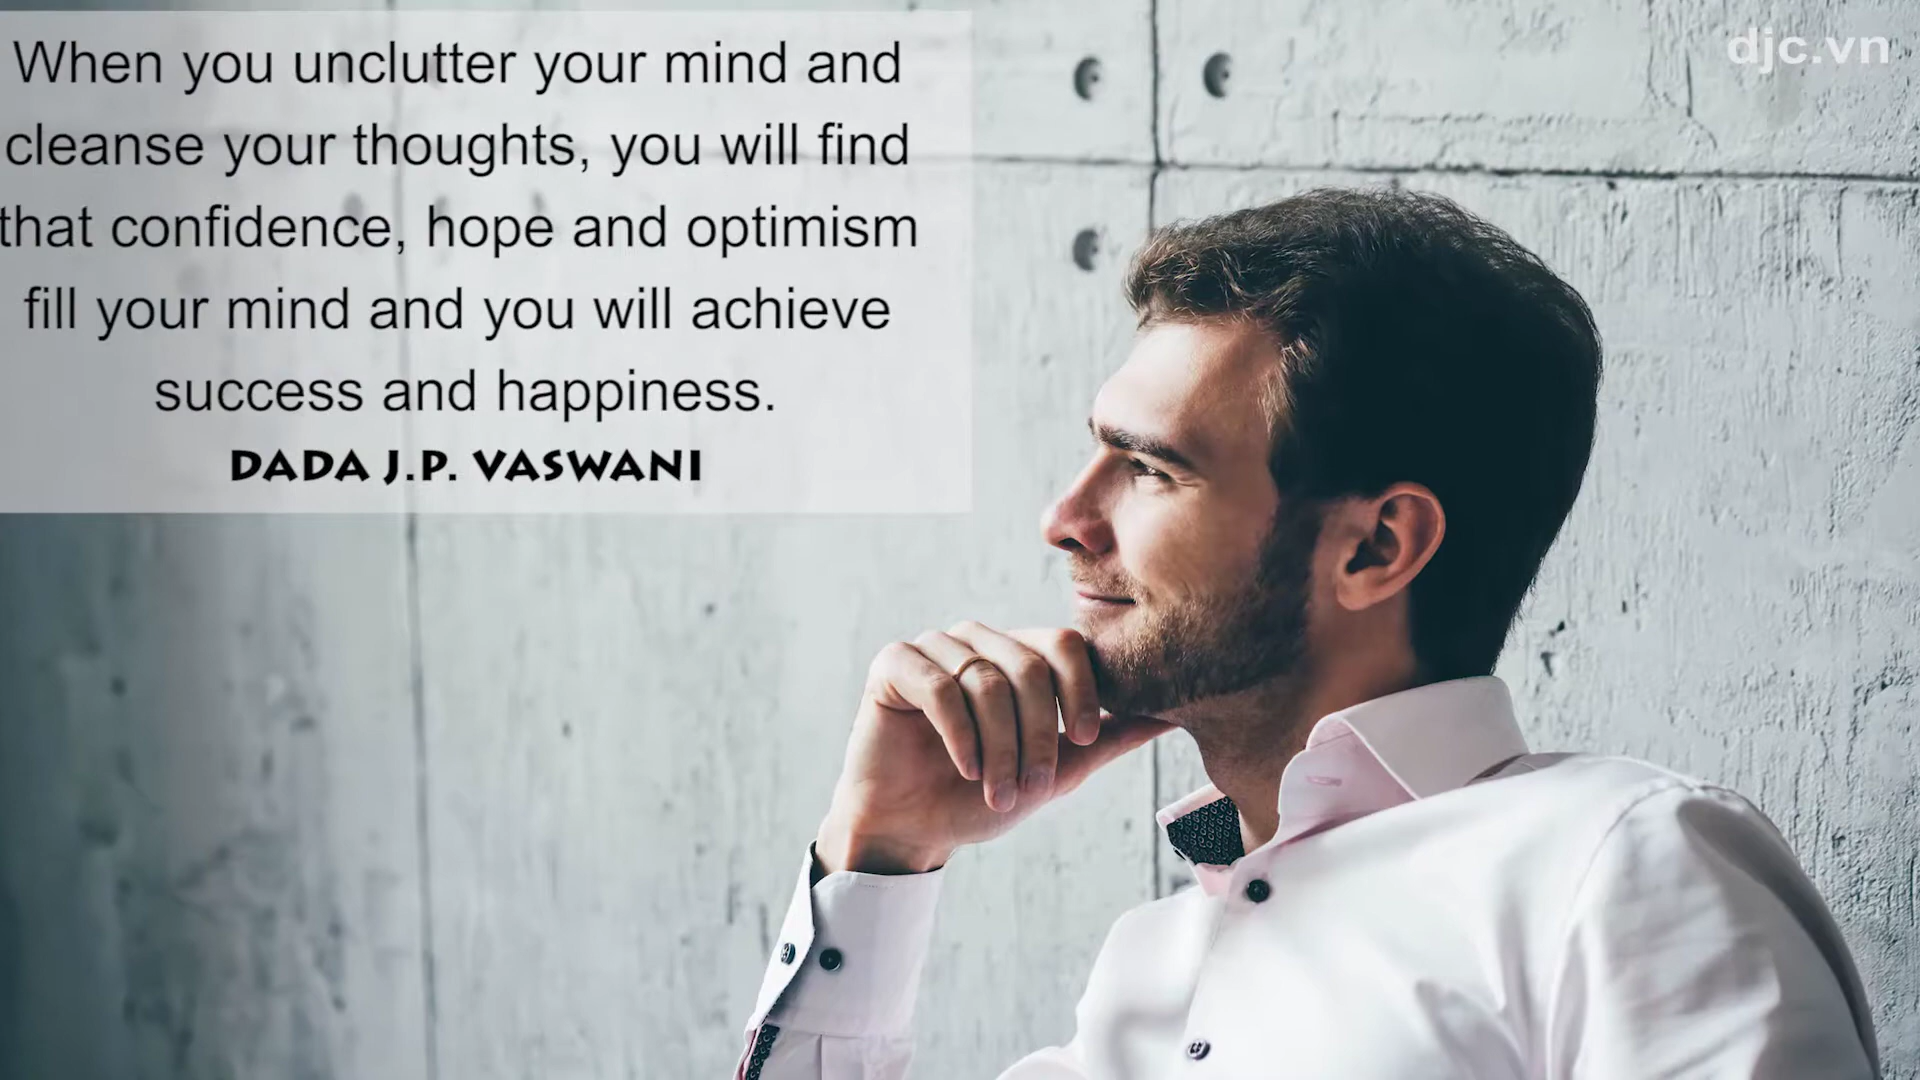 When you unclutter your mind and
cleanse your thoughts, you will find
that confidence, hope and optimism
fill your mind and you will achieve
success and happiness.
DADA J.P. VASWANI
djc.vn